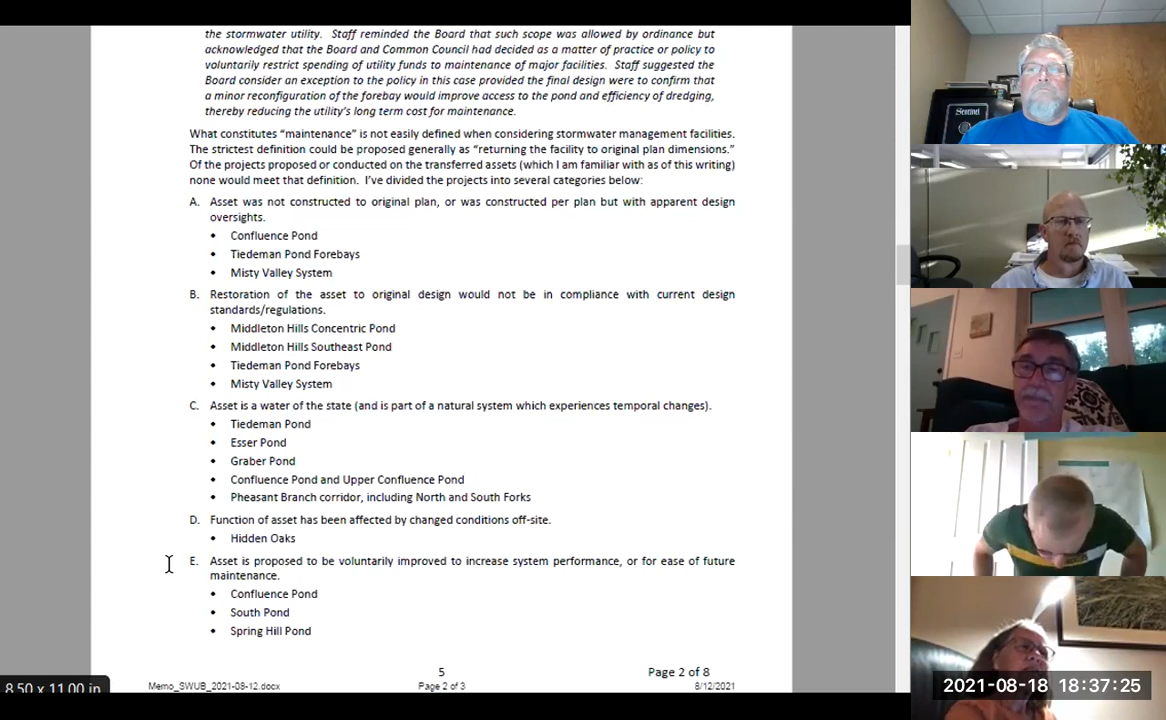 the stormwater utility. Staff reminded the Board that such scope was allowed by ordinance but
acknowledged that the Board and Common Council had decided as a matter of practice or policy to
voluntarily restrict spending of utility funds to maintenance of major facilities. Staff suggested the
Board consider an exception to the policy in this case provided the final design were to confirm that
a minor reconfiguration of the forebay would improve access to the pond and efficiency of dredging,
thereby reducing the utility's long term cost for maintenance.
What constitutes "maintenance" is not easily defined when considering stormwater management facilities.
The strictest definition could be proposed generally as "returning the facility to original plan dimensions."
Of the projects proposed or conducted on the transferred assets (which I am familiar with as of this writing)
none would meet that definition. I've divided the projects into several categories below:
A. Asset was not constructed to original plan, or was constructed per plan but with apparent design
oversights.
• Confluence Pond
• Tiedeman Pond Forebays
• Misty Valley System
B. Restoration of the asset to original design would not be in compliance with current design
standards/regulations.
• Middleton Hills Concentric Pond
• Middleton Hills Southeast Pond
• Tiedeman Pond Forebays
• Misty Valley System
C. Asset is a water of the state (and is part of a natural system which experiences temporal changes).
• Tiedeman Pond
• Esser Pond
• Graber Pond
• Confluence Pond and Upper Confluence Pond
• Pheasant Branch corridor, including North and South Forks
D. Function of asset has been affected by changed conditions off-site.
• Hidden Oaks
E. Asset is proposed to be voluntarily improved to increase system performance, or for ease of future
maintenance.
• Confluence Pond
• South Pond
• Spring Hill Pond
5 Page 2 of 8
Memo_SWUB_2021-08-12.docx Page 2 of 3 8/12/2021
8.50 x 11.00 in
Sentinel
2021-08-18 18:37:25